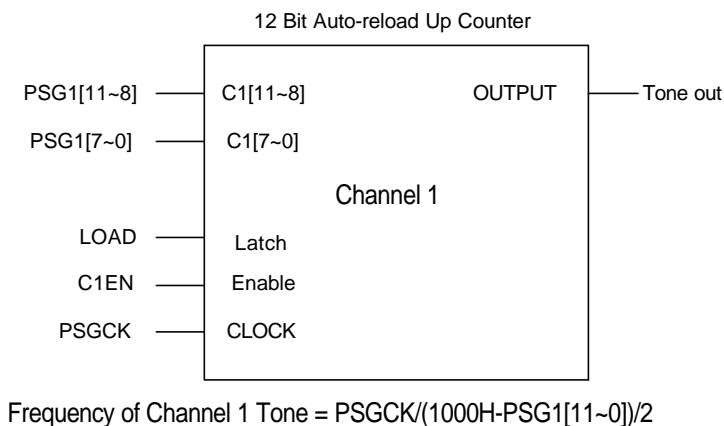 12 Bit Auto-reload Up Counter
PSG1[11~8] C1[11~8] OUTPUT Tone out
PSG1[7~0] C1[7~0]
Channel 1
LOAD Latch
C1EN Enable
PSGCK CLOCK
Frequency of Channel 1 Tone = PSGCK/(1000H-PSG1[11~0])/2